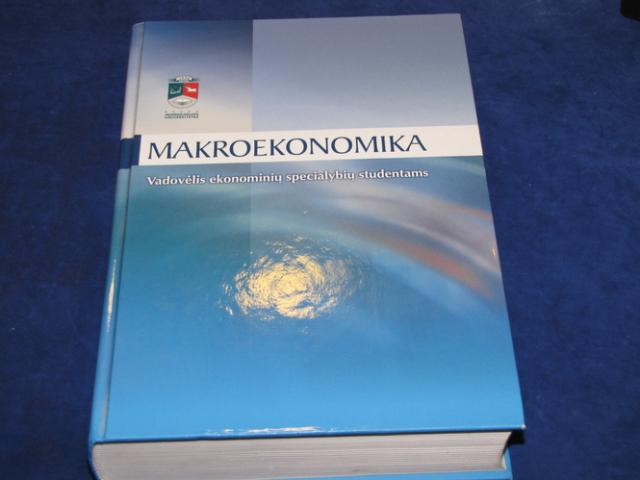 MAKROEKONOMIKA
Vadovėlis ekonominių specialybių studentams